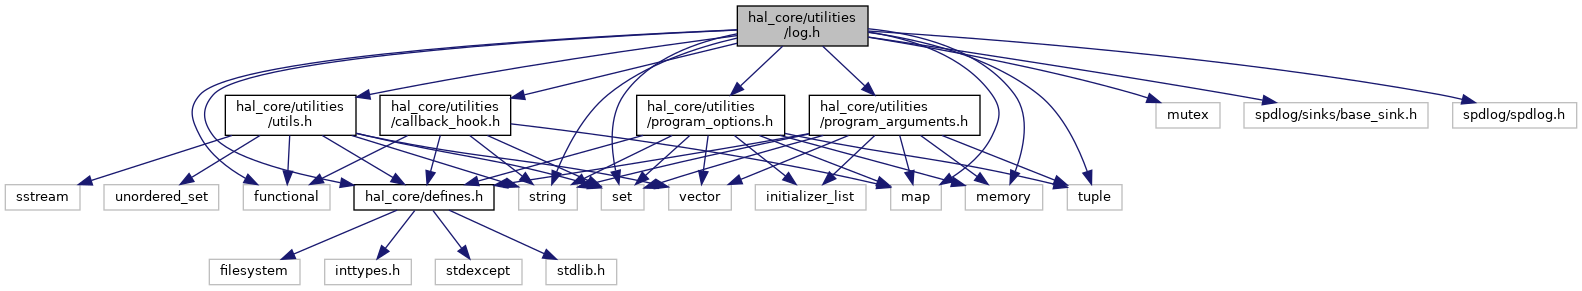 hal_core/utilities
/log.h
hal_core/utilities
/utils.h
hal_core/utilities
/callback_hook.h
hal_core/utilities
/program_options.h
hal_core/utilities
/program_arguments.h
mutex
spdlog/sinks/base_sink.h
spdlog/spdlog.h
sstream
unordered_set
functional
hal_core/defines.h
string
set
vector
initializer_list
map
memory
tuple
filesystem
inttypes.h
stdexcept
stdlib.h